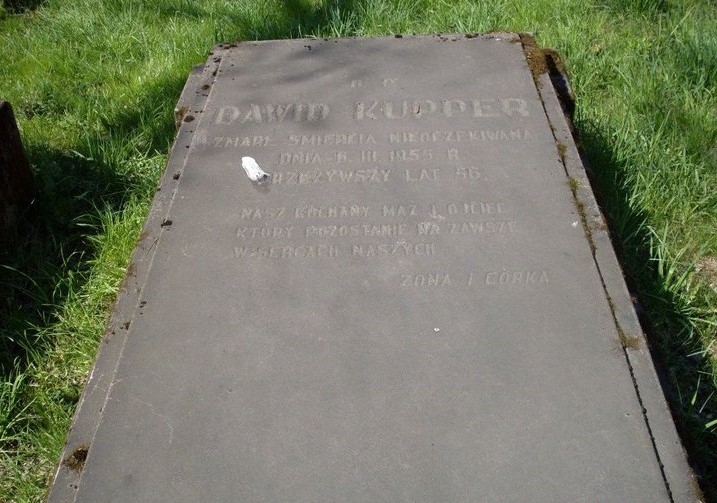 DAWID KUPPER
ZMARŁ ŚMIERCIĄ NIEOCZEKIWANĄ
DNIA 6. III. 1955 R.
PRZEŻYWSZY LAT 56.
NASZ KOCHANY MĄŻ I OJCIEC
KTÓRY POZOSTANIE NA ZAWSZE
W SERCACH NASZYCH
ŻONA I CÓRKA